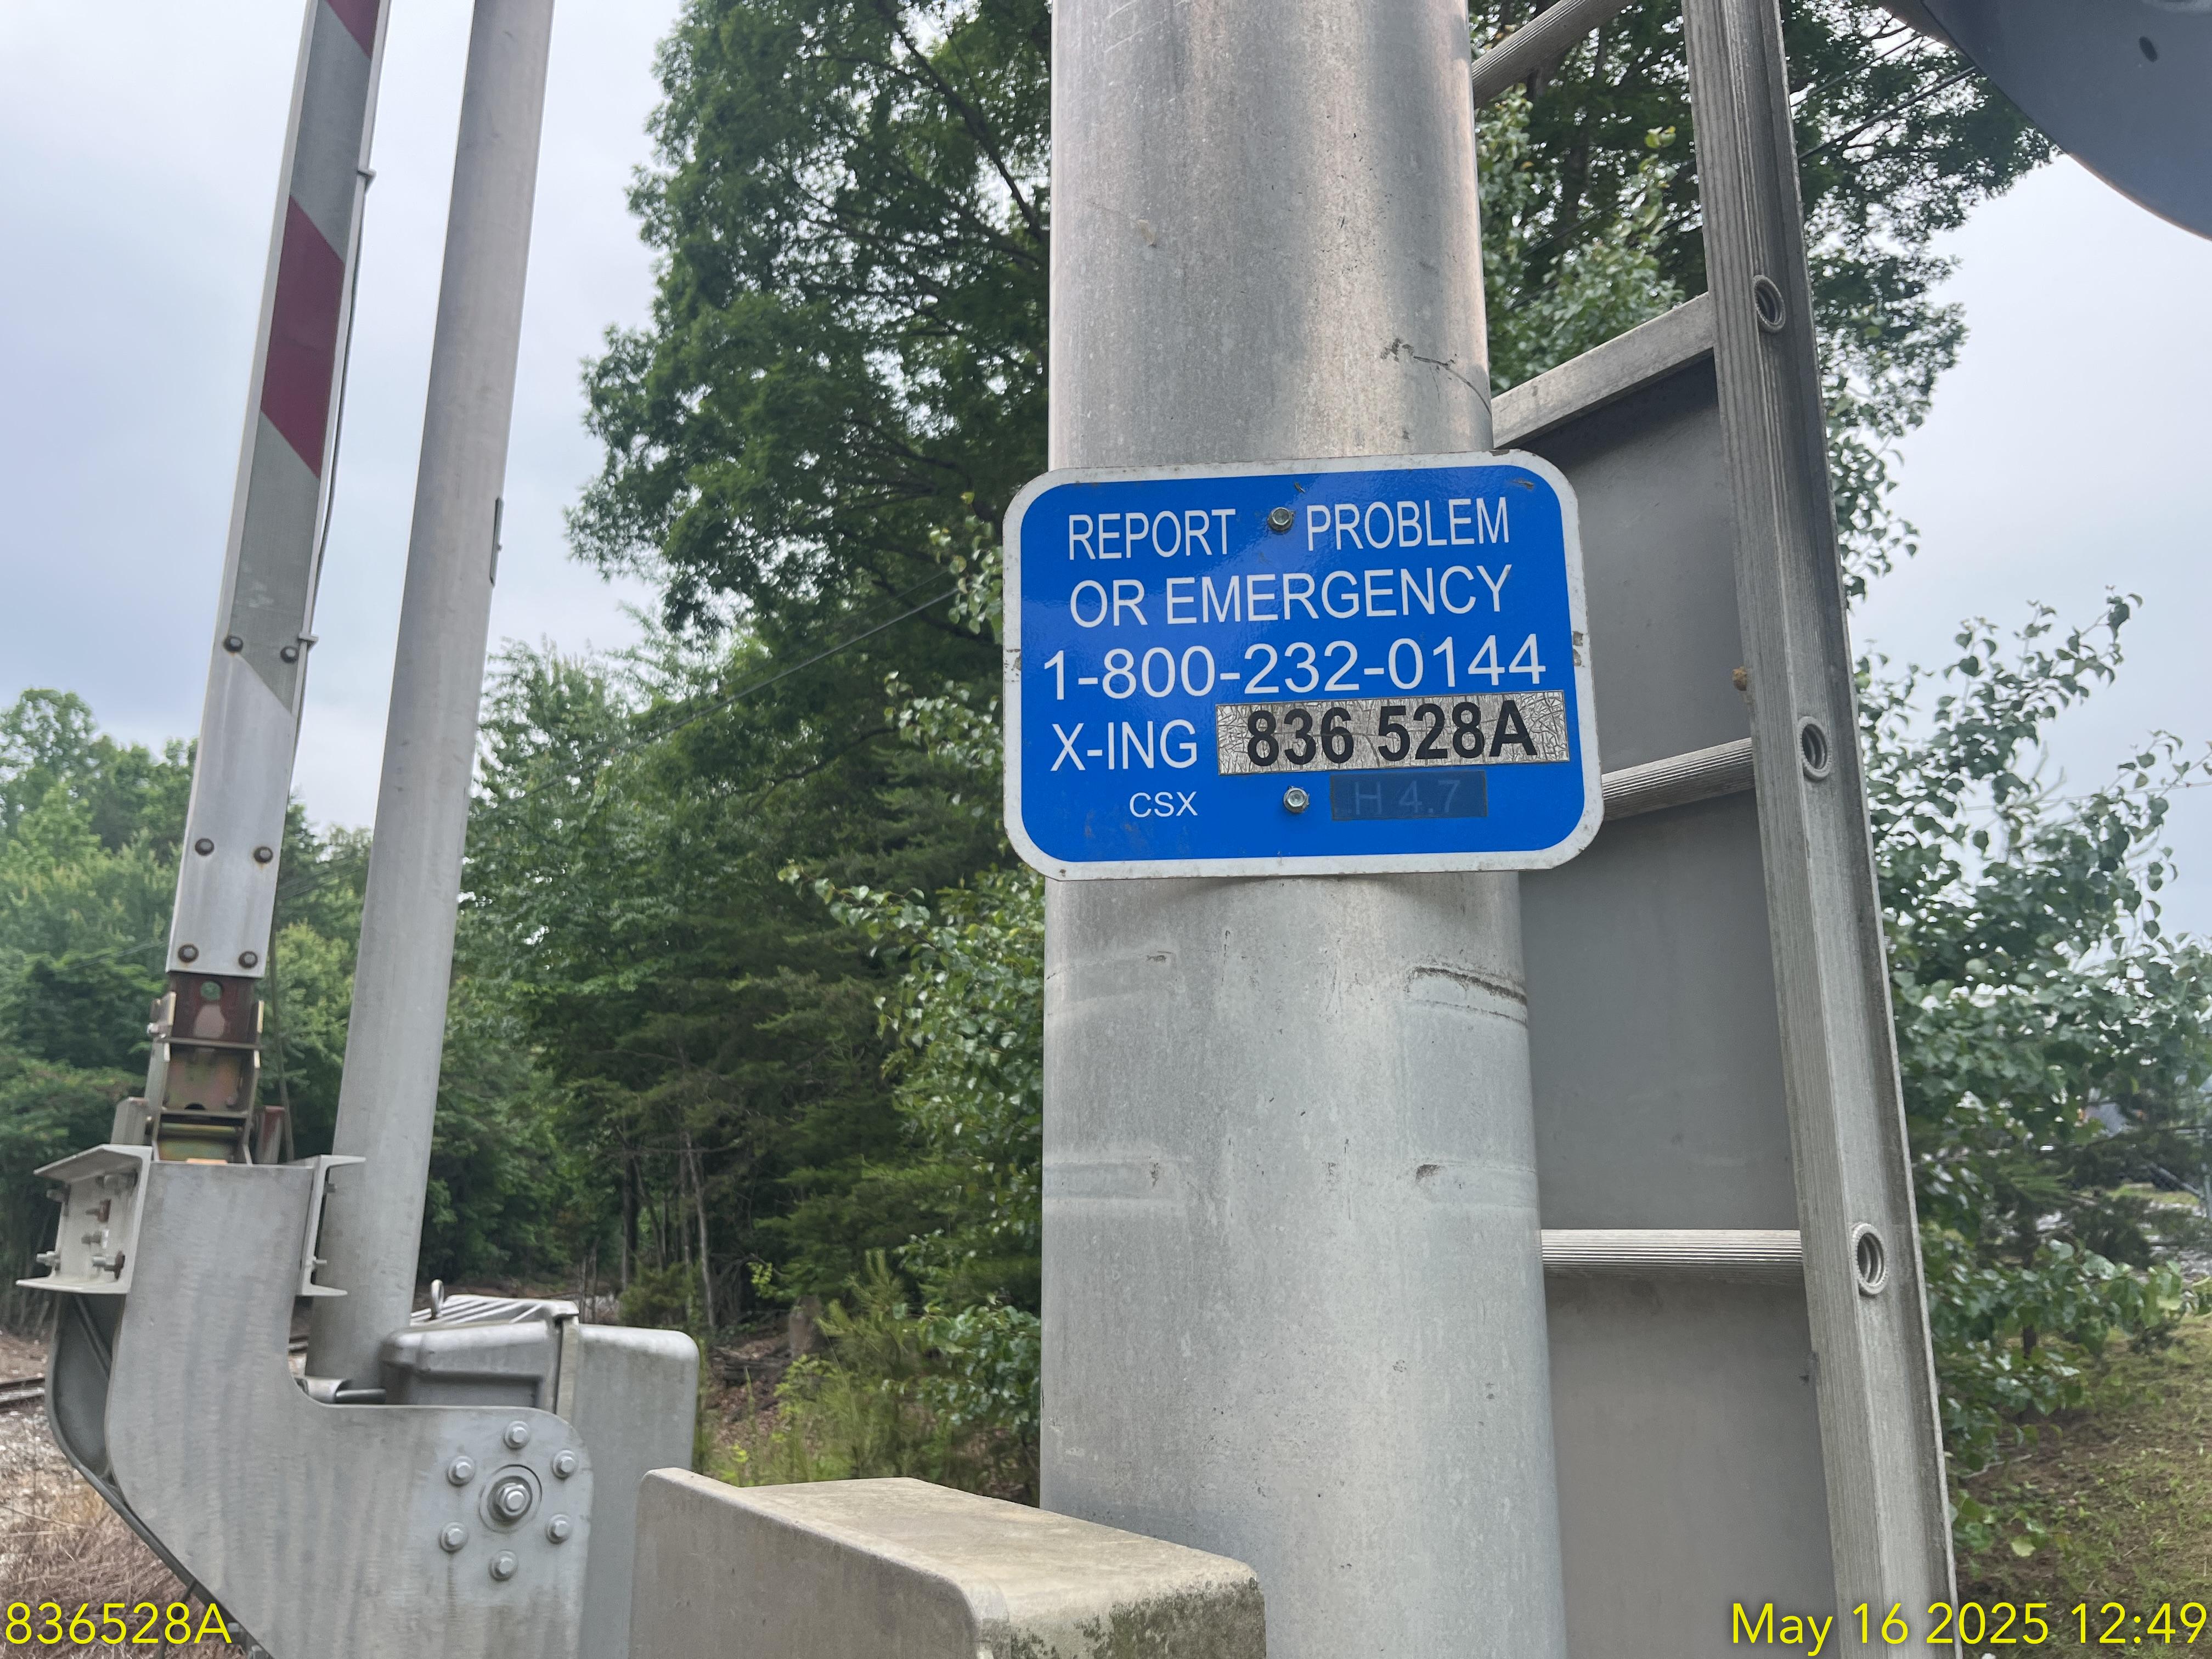 REPORT PROBLEM
OR EMERGENCY
1-800-232-0144
X-ING 836 528A
CSX H 4.7
836528A
May 16 2025 12:49